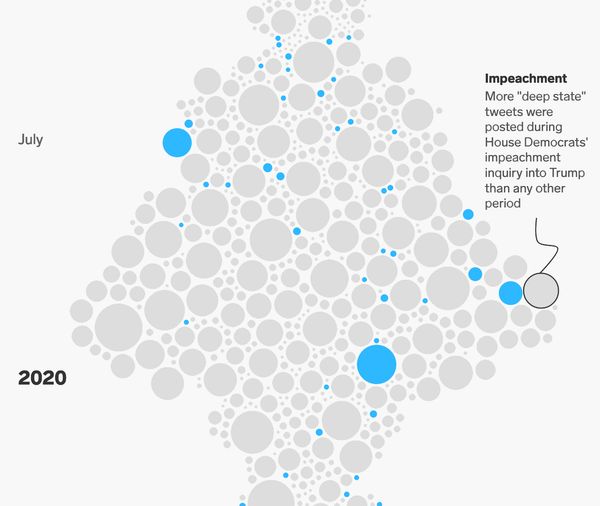 Impeachment
More "deep state"
tweets were
posted during
House Democrats'
impeachment
inquiry into Trump
than any other
period
July
2020